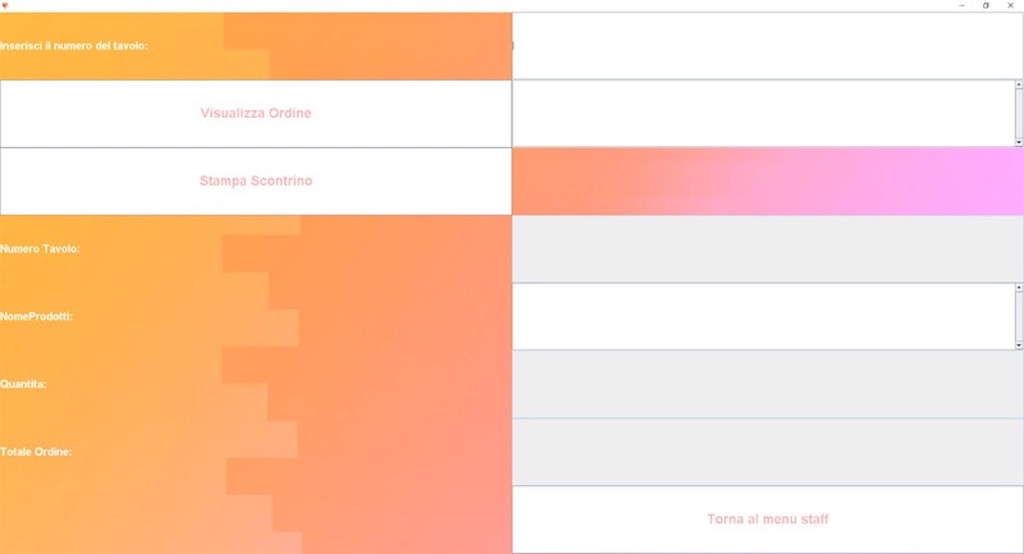 Inserisci il numero del tavolo:
Visualizza Ordine
Stampa Scontrino
Numero Tavolo:
NomeProdotti:
Quantita:
Totale Ordine:
Torna al menu staff